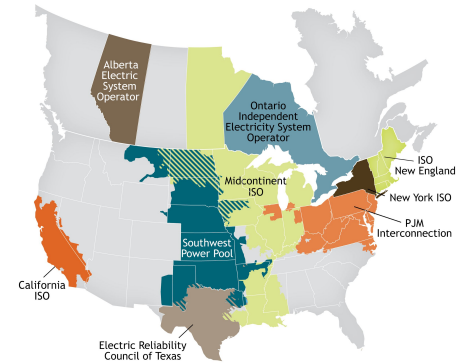 Alberta
Electric
System
Operator
Ontario
Independent
Electricity System
Operator
ISO
New England
Midcontinent
ISO
New York ISO
PJM
Interconnection
Southwest
Power Pool
California
ISO
Electric Reliability
Council of Texas